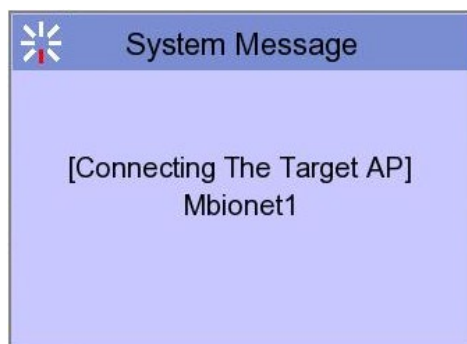 System Message
[Connecting The Target AP]
Mbionet1